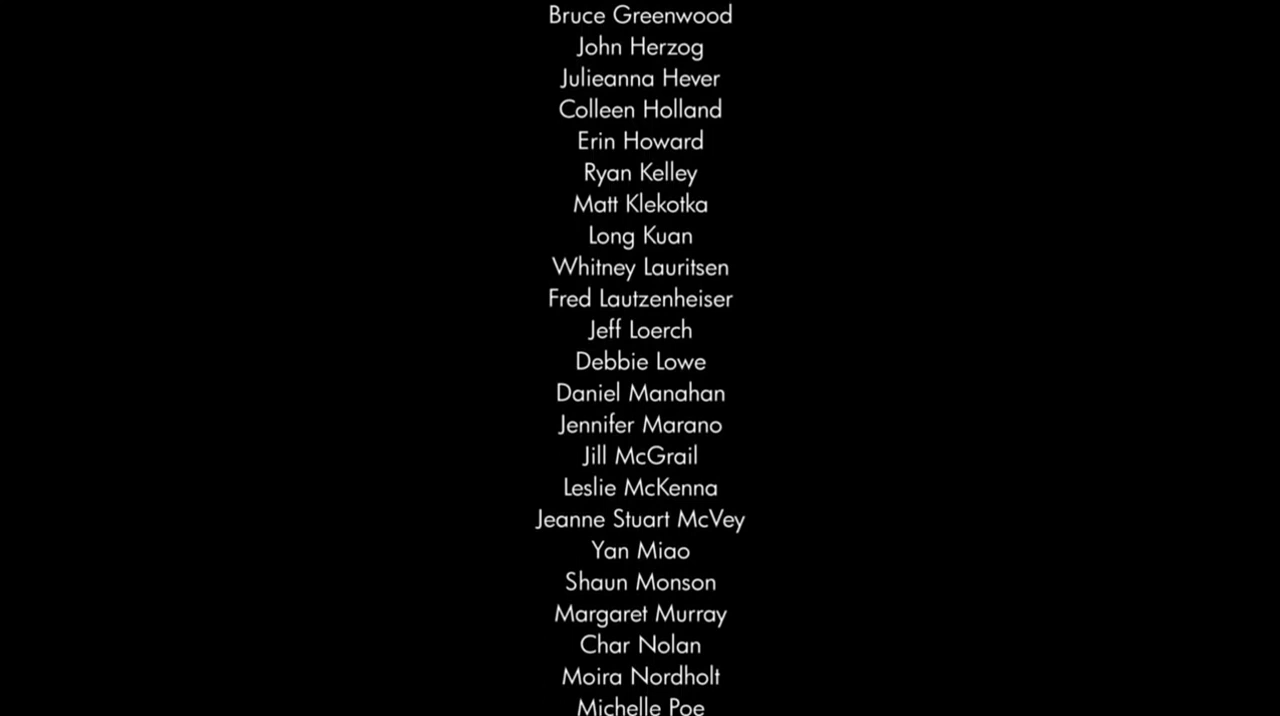 Bruce Greenwood
John Herzog
Julieanna Hever
Colleen Holland
Erin Howard
Ryan Kelley
Matt Klekotka
Long Kuan
Whitney Lauritsen
Fred Lautzenheiser
Jeff Loerch
Debbie Lowe
Daniel Manahan
Jennifer Marano
Jill McGrail
Leslie McKenna
Jeanne Stuart McVey
Yan Miao
Shaun Monson
Margaret Murray
Char Nolan
Moira Nordholt
Michelle Poe